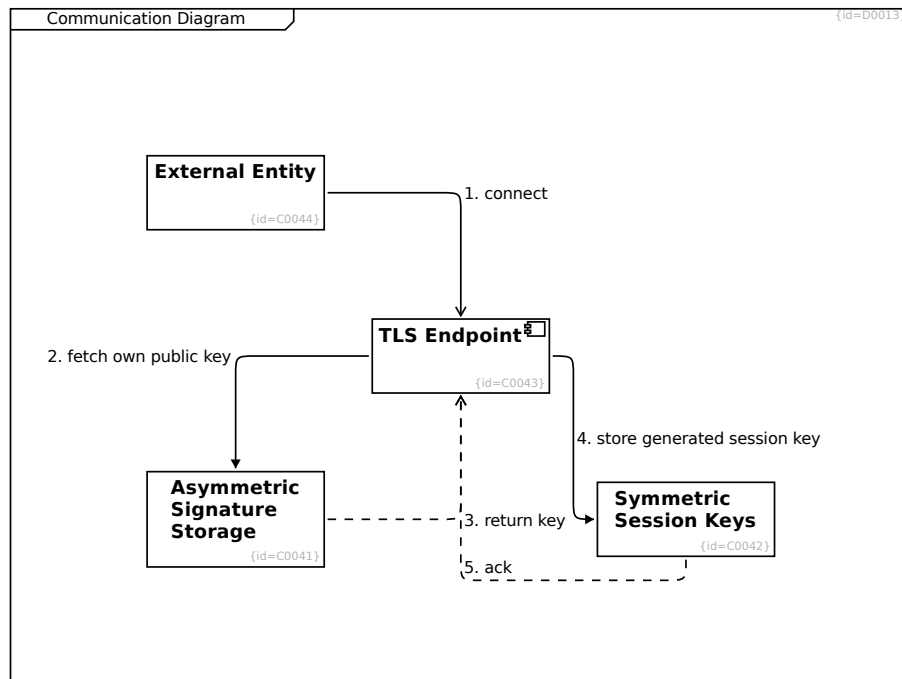 Communication Diagram
{id=D0013}
External Entity
{id=C0044}
1. connect
TLS Endpoint
{id=C0043}
2. fetch own public key
4. store generated session key
Asymmetric
Signature
Storage
{id=C0041}
3. return key
Symmetric
Session Keys
{id=C0042}
5. ack